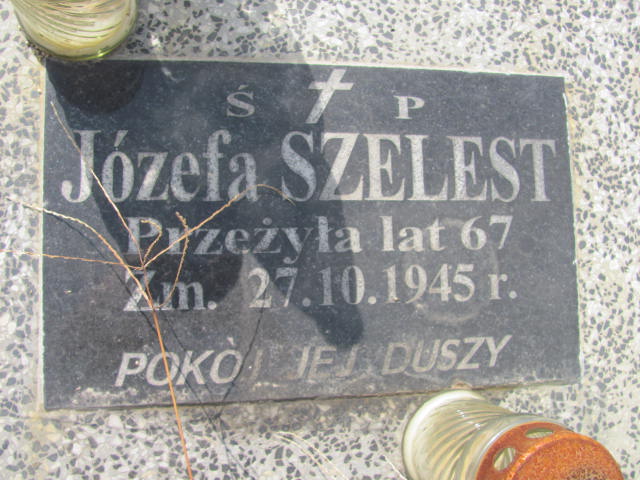 Ś P
Józefa SZELEST
Przeżyła lat 67
Zm. 27.10.1945 r.
POKÓJ JEJ DUSZY